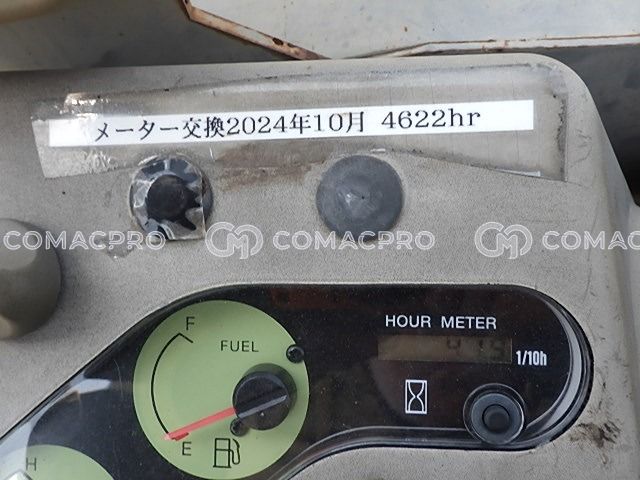 メーター交換2024年10月 4622hr
COMACPRO COMACPRO COMAC
HOUR METER
1/10h
F
FUEL
E
H